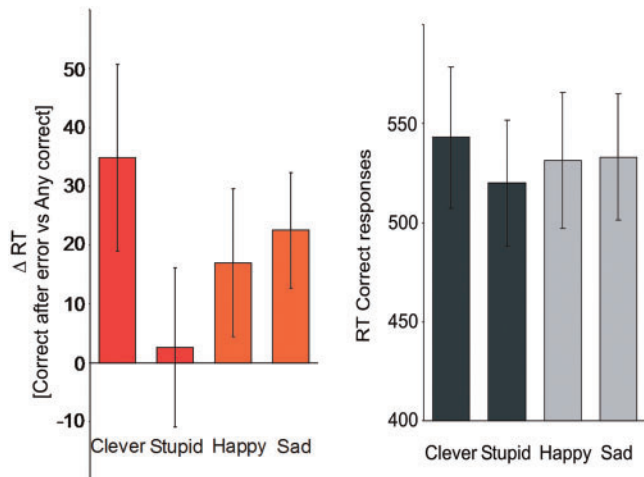 Δ RT
[Correct after error vs Any correct]
50
40
30
20
10
0
-10
Clever Stupid Happy Sad
RT Correct responses
550
500
450
400
Clever Stupid Happy Sad